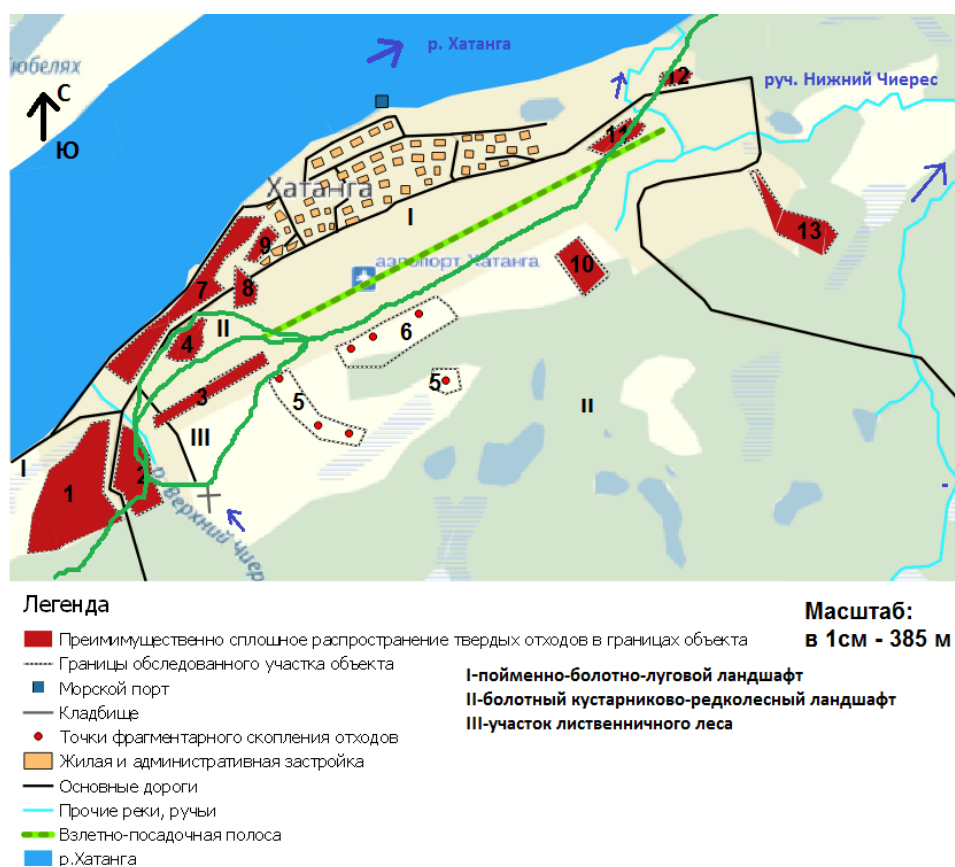 р. Хатанга
юбелях
С
Ю
руч. Нижний Чиерес
12
11
Хатанга
I
13
9
аэропорт Хатанга
10
7
8
II
6
4
5
5
3
II
III
I
1
2
р. Верхний чиер
Легенда
Преимимущественно сплошное распространение твердых отходов в границах объекта
Границы обследованного участка объекта
Морской порт
Кладбище
Точки фрагментарного скопления отходов
Жилая и административная застройка
Основные дороги
Прочие реки, ручьи
Взлетно-посадочная полоса
р.Хатанга
Масштаб:
в 1см - 385 м
I-пойменно-болотно-луговой ландшафт
II-болотный кустарниково-редколесный ландшафт
III-участок лиственничного леса